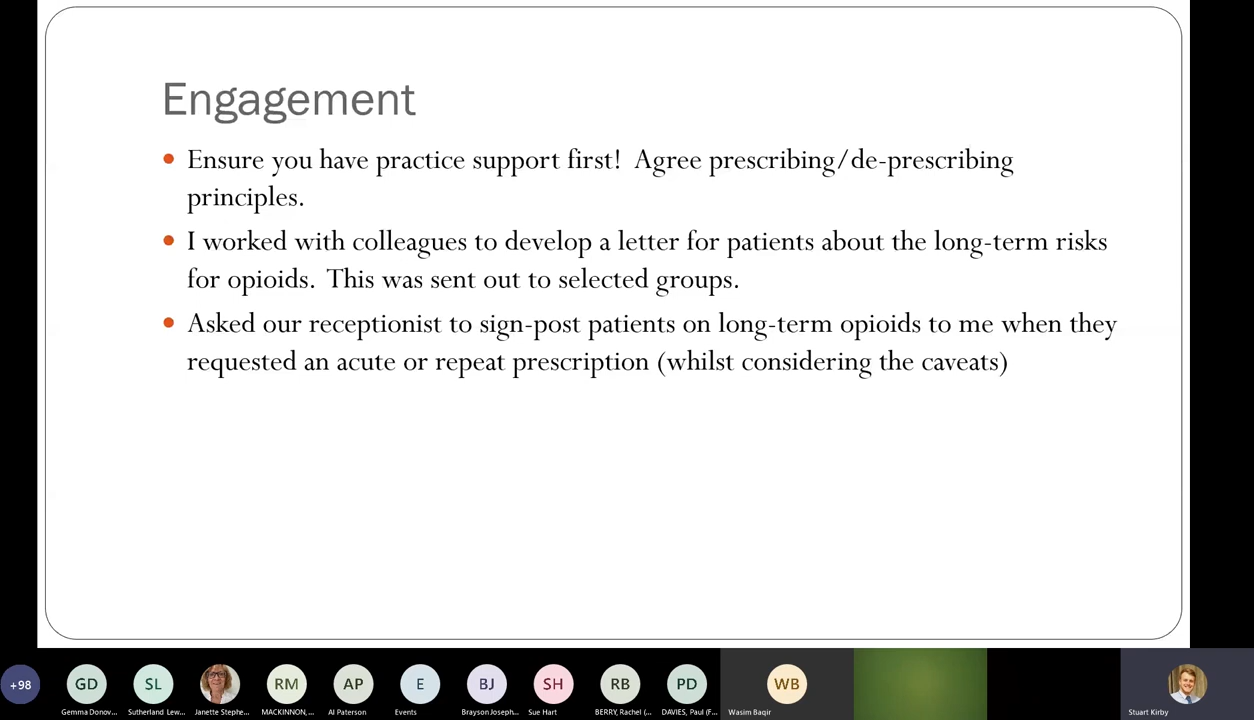 Engagement
Ensure you have practice support first! Agree prescribing/de-prescribing
principles.
I worked with colleagues to develop a letter for patients about the long-term risks
for opioids. This was sent out to selected groups.
Asked our receptionist to sign-post patients on long-term opioids to me when they
requested an acute or repeat prescription (whilst considering the caveats)
+98
GD
SL
RM
AP
E
BJ
SH
RB
PD
WB
Gemma Donov...
Sutherland Lew...
Janette Stephe...
MACKINNON,...
Al Paterson
Events
Brayson Joseph...
Sue Hart
BERRY, Rachel (...
DAVIES, Paul (F...
Wasim Baqir
Stuart Kirby